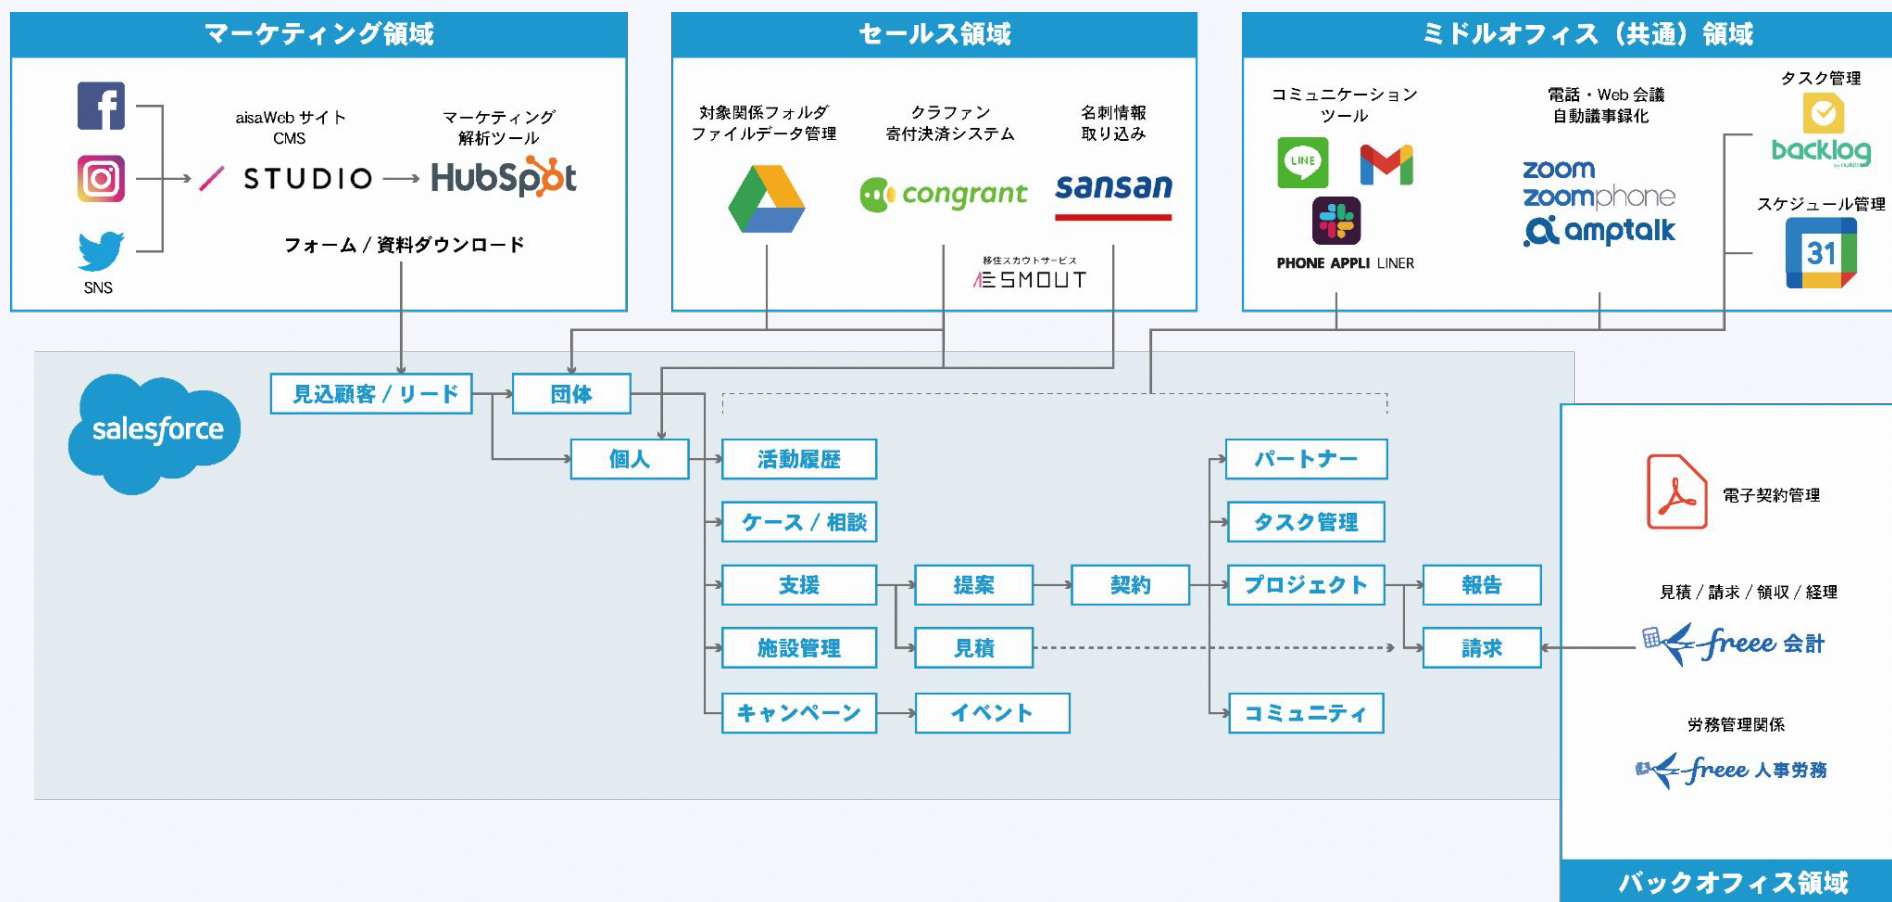 マーケティング領域
aisaWeb サイト
CMS
STUDIO
マーケティング
解析ツール
HubSpot
フォーム / 資料ダウンロード
SNS
セールス領域
対象関係フォルダ
ファイルデータ管理
クラファン
寄付決済システム
congrant
名刺情報
取り込み
sansan
移住スカウトサービス
SMOUT
ミドルオフィス（共通）領域
コミュニケーション
ツール
LINE
PHONE APPLI LINER
電話・Web 会議
自動議事録化
zoom
zoomphone
amptalk
タスク管理
backlog
by nulab
スケジュール管理
31
salesforce
見込顧客 / リード
団体
個人
活動履歴
ケース / 相談
支援
施設管理
キャンペーン
提案
見積
イベント
契約
パートナー
タスク管理
プロジェクト
コミュニティ
報告
請求
電子契約管理
見積 / 請求 / 領収 / 経理
freee 会計
労務管理関係
freee 人事労務
バックオフィス領域